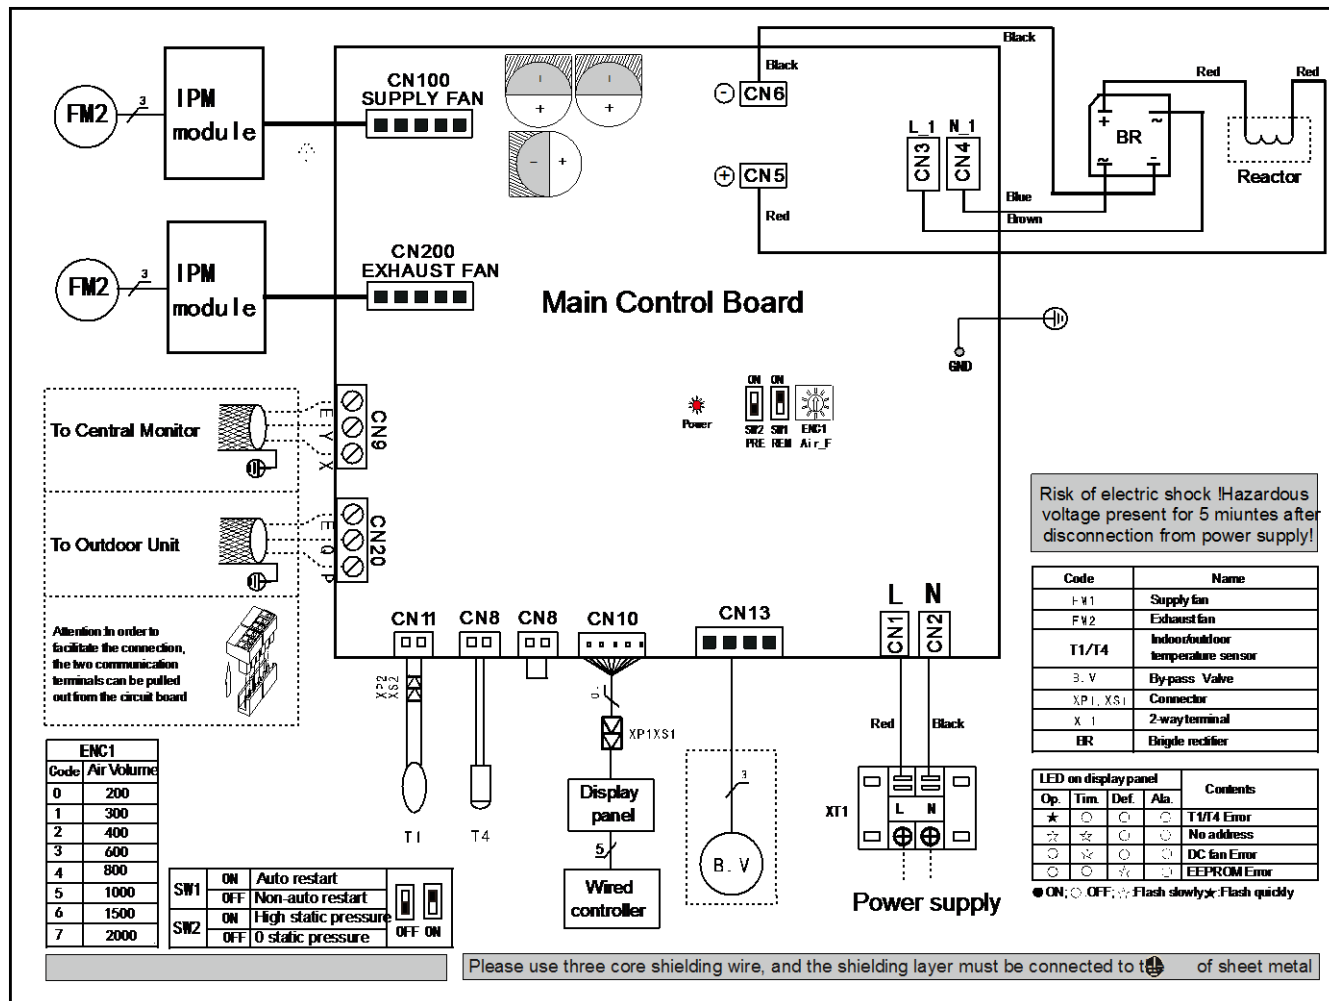 Black
Black
Red
Red
CN100
SUPPLY FAN
FM2
3
IPM
module
CN6
L_1
N_1
CN3
CN4
BR
Reactor
CN5
Blue
Brown
Red
CN200
EXHAUST FAN
FM2
3
IPM
module
Main Control Board
GND
Power
ON
ON
SW2
SW1
ENC1
PRE
REM
Air_F
To Central Monitor
E
Y
X
CN9
To Outdoor Unit
E
Q
P
CN20
Attention:In order to
facilitate the connection,
the two communication
terminals can be pulled
out from the circuit board
CN11
CN8
CN8
CN10
CN13
L
N
CN1
CN2
XP2
XS2
XP1XS1
Red
Black
T1
T4
Display
panel
5
Wired
controller
3
B. V
XT1
L
N
Power supply
Risk of electric shock !Hazardous
voltage present for 5 miuntes after
disconnection from power supply!
Code Name
FM1 Supply fan
FM2 Exhaust fan
T1/T4 Indoor/outdoor
temperature sensor
B. V By-pass Valve
XP1, XS1 Connector
X 1 2-way terminal
BR Brigde rectifier
LED on display panel Contents
Op. Tim. Def. Ala.
★ ○ ○ ○ T1/T4 Error
☆ ☆ ○ ○ No address
○ ☆ ○ ○ DC fan Error
○ ○ ☆ ○ EEPROM Error
● ON; ○ .OFF; ☆ :Flash slowly ★ :Flash quickly
ENC1
Code Air Volume
0 200
1 300
2 400
3 600
4 800
5 1000
6 1500
7 2000
SW1 ON Auto restart
OFF Non-auto restart
SW2 ON High static pressure
OFF 0 static pressure
OFF ON
Please use three core shielding wire, and the shielding layer must be connected to t of sheet metal